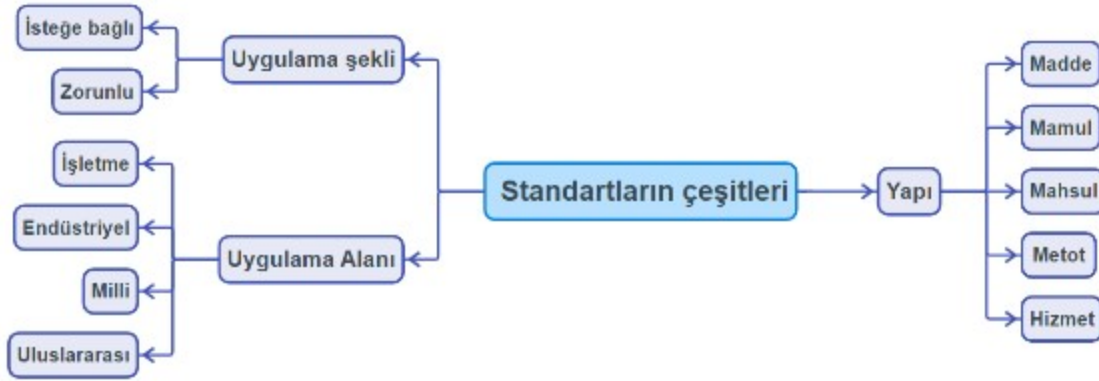 Standartların çeşitleri
Uygulama şekli
İsteğe bağlı
Zorunlu
Uygulama Alanı
İşletme
Endüstriyel
Milli
Uluslararası
Yapı
Madde
Mamul
Mahsul
Metot
Hizmet